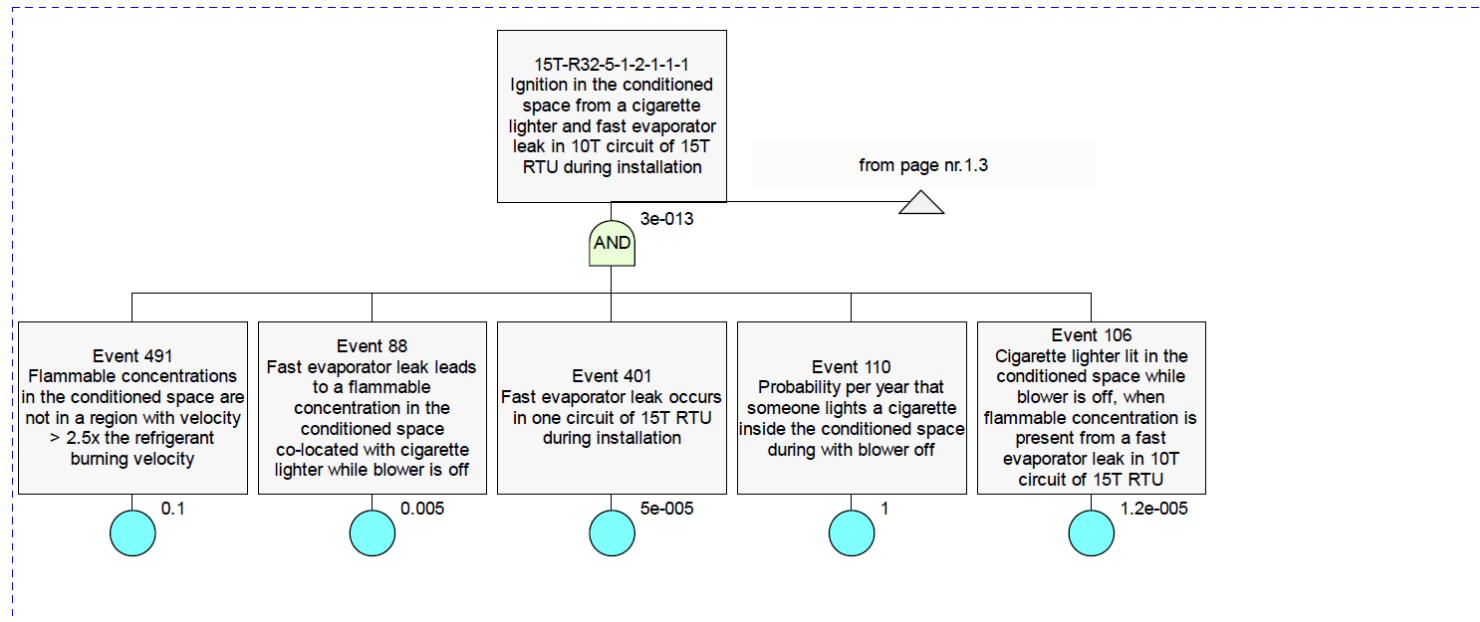 15T-R32-5-1-2-1-1-1
Ignition in the conditioned
space from a cigarette
lighter and fast evaporator
leak in 10T circuit of 15T
RTU during installation
from page nr.1.3
3e-013
AND
Event 491
Flammable concentrations
in the conditioned space are
not in a region with velocity
> 2.5x the refrigerant
burning velocity
0.1
Event 88
Fast evaporator leak leads
to a flammable
concentration in the
conditioned space
co-located with cigarette
lighter while blower is off
0.005
Event 401
Fast evaporator leak occurs
in one circuit of 15T RTU
during installation
5e-005
Event 110
Probability per year that
someone lights a cigarette
inside the conditioned space
during with blower off
1
Event 106
Cigarette lighter lit in the
conditioned space while
blower is off, when
flammable concentration is
present from a fast
evaporator leak in 10T
circuit of 15T RTU
1.2e-005